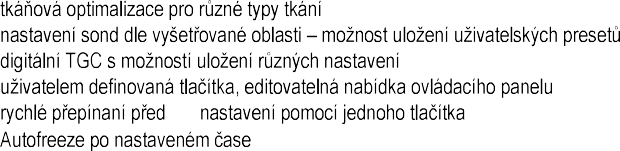 tkáňová optimalizace pro různé typy tkání
nastavení sond dle vyšetřované oblasti – možnost uložení uživatelských presetů
digitální TGC s možností uložení různých nastavení
uživatelem definovaná tlačítka, editovatelná nabídka ovládacího panelu
rychlé přepínaní před nastavení pomocí jednoho tlačítka
Autofreeze po nastaveném čase